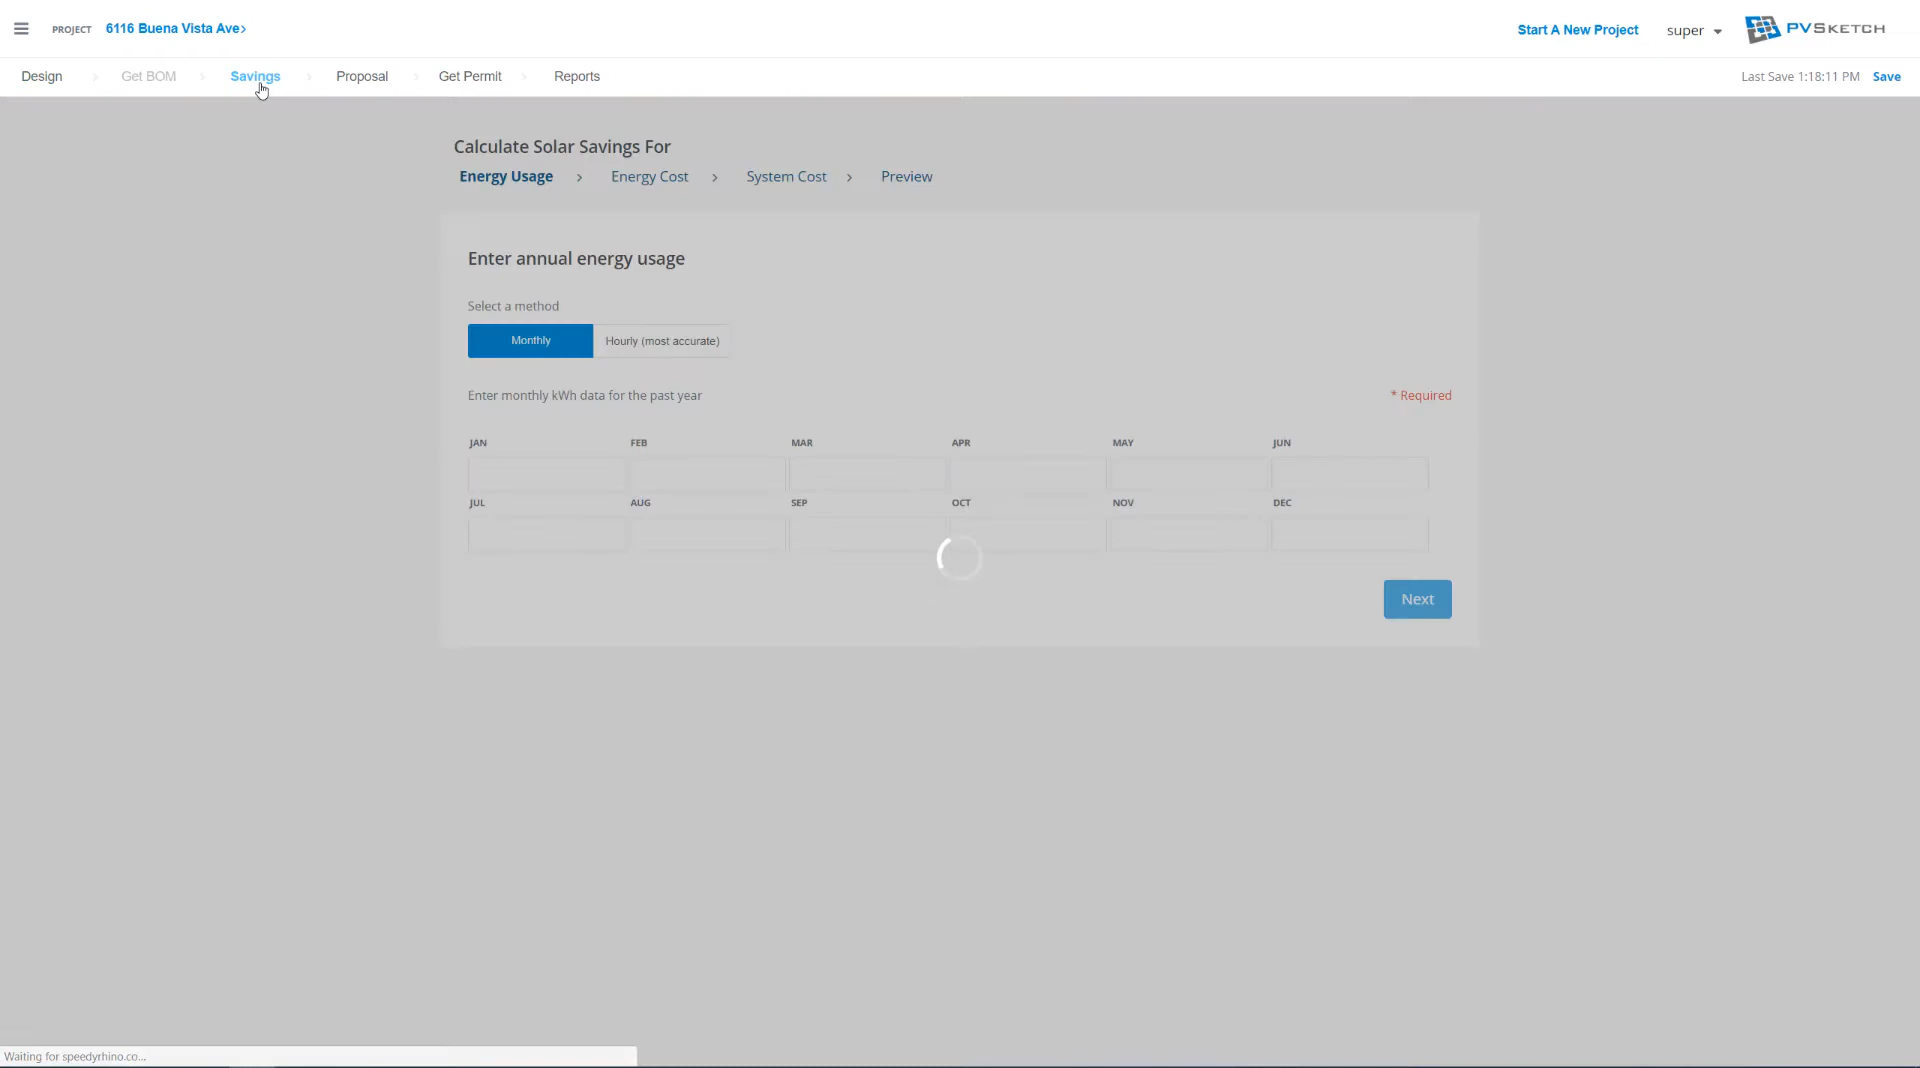 PROJECT 6116 Buena Vista Ave> Start A New Project super PVSKETCH
Design > Get BOM > Savings > Proposal > Get Permit > Reports Last Save 1:18:11 PM Save
Calculate Solar Savings For
Energy Usage > Energy Cost > System Cost > Preview
Enter annual energy usage
Select a method
Monthly Hourly (most accurate)
Enter monthly kWh data for the past year * Required
JAN FEB MAR APR MAY JUN
JUL AUG SEP OCT NOV DEC
Next
Waiting for speedyrhino.co...